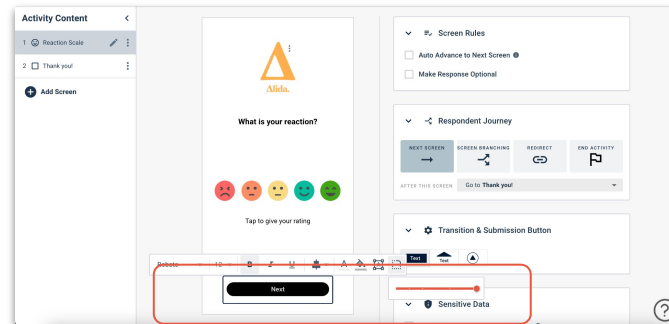 Activity Content
1 Reaction Scale
2 Thank you!
Add Screen
Alida.
What is your reaction?
Tap to give your rating
Next
Screen Rules
Auto Advance to Next Screen
Make Response Optional
Respondent Journey
NEXT SCREEN
SCREEN BRANCHING
REDIRECT
END ACTIVITY
AFTER THIS SCREEN Go to Thank you!
Transition & Submission Button
Text
Text
Sensitive Data